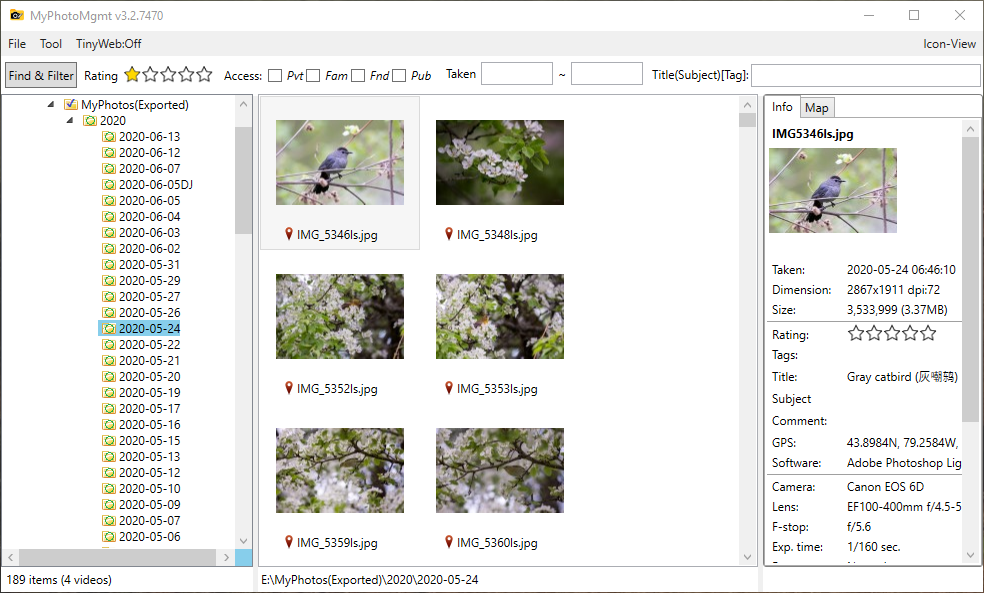 MyPhotoMgmt v3.2.7470
File Tool TinyWeb:Off Icon-View
Find & Filter Rating Access: Pvt Fam Fnd Pub Taken ~ Title(Subject)[Tag]:
MyPhotos(Exported)
2020
2020-06-13
2020-06-12
2020-06-07
2020-06-05DJ
2020-06-05
2020-06-04
2020-06-03
2020-06-02
2020-05-31
2020-05-29
2020-05-27
2020-05-26
2020-05-24
2020-05-22
2020-05-21
2020-05-20
2020-05-19
2020-05-17
2020-05-16
2020-05-15
2020-05-13
2020-05-12
2020-05-10
2020-05-09
2020-05-07
2020-05-06
IMG_5346ls.jpg IMG_5348ls.jpg
IMG_5352ls.jpg IMG_5353ls.jpg
IMG_5359ls.jpg IMG_5360ls.jpg
Info Map
IMG5346ls.jpg
Taken: 2020-05-24 06:46:10
Dimension: 2867x1911 dpi:72
Size: 3,533,999 (3.37MB)
Rating:
Tags:
Title: Gray catbird (灰嘲鸫)
Subject
Comment:
GPS: 43.8984N, 79.2584W,
Software: Adobe Photoshop Lig
Camera: Canon EOS 6D
Lens: EF100-400mm f/4.5-5
F-stop: f/5.6
Exp. time: 1/160 sec.
189 items (4 videos) E:\MyPhotos(Exported)\2020\2020-05-24